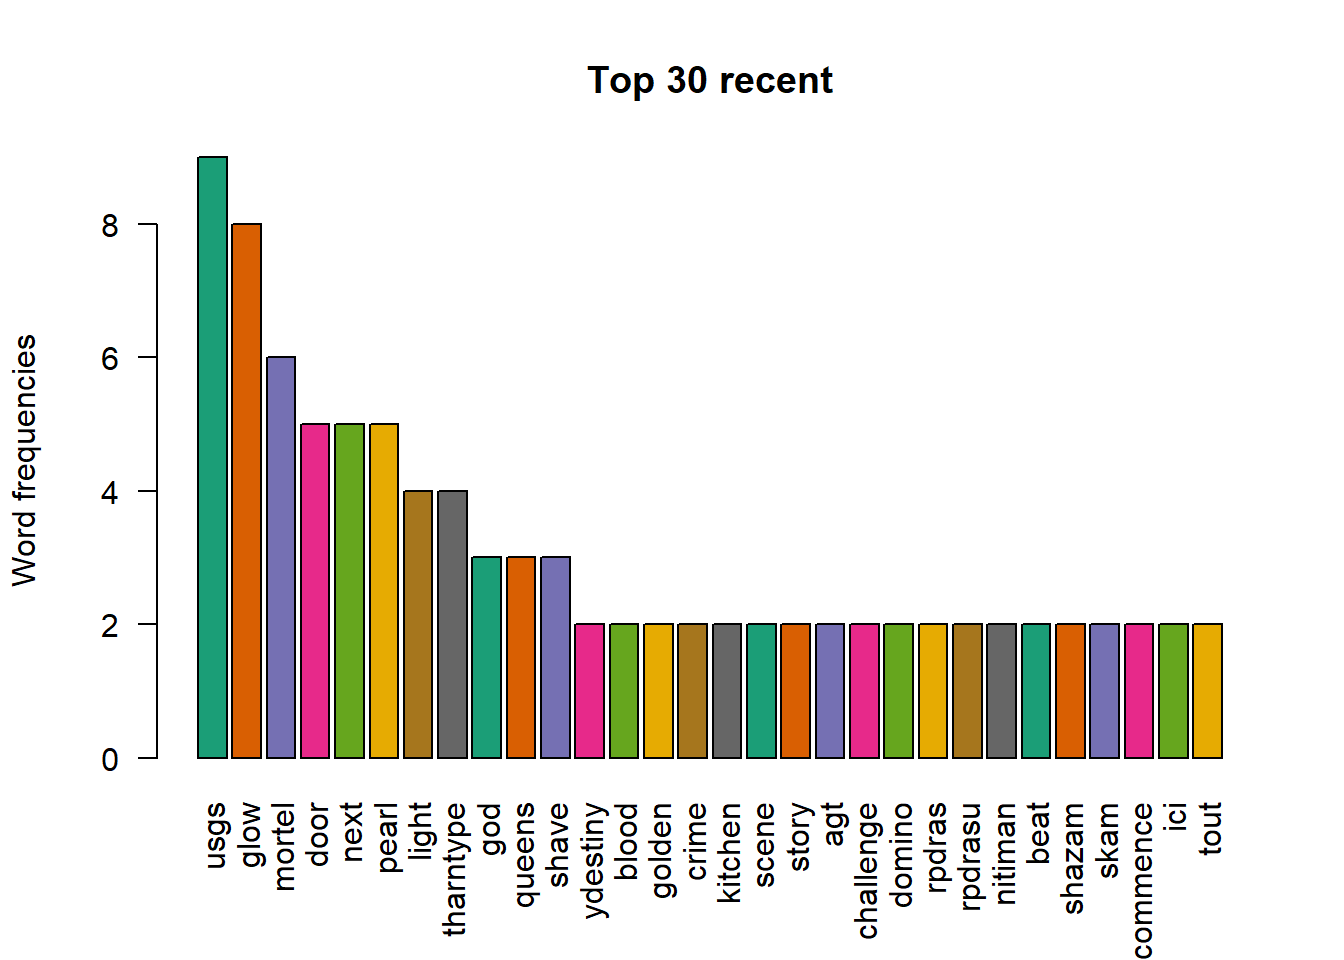 Top 30 recent
Word frequencies
8
6
4
2
0
usgs
glow
mortel
door
next
pearl
light
tharntype
god
queens
shave
ydestiny
blood
golden
crime
kitchen
scene
story
agt
challenge
domino
rpdras
rpdrasu
nitiman
beat
shazam
skam
commence
ici
tout